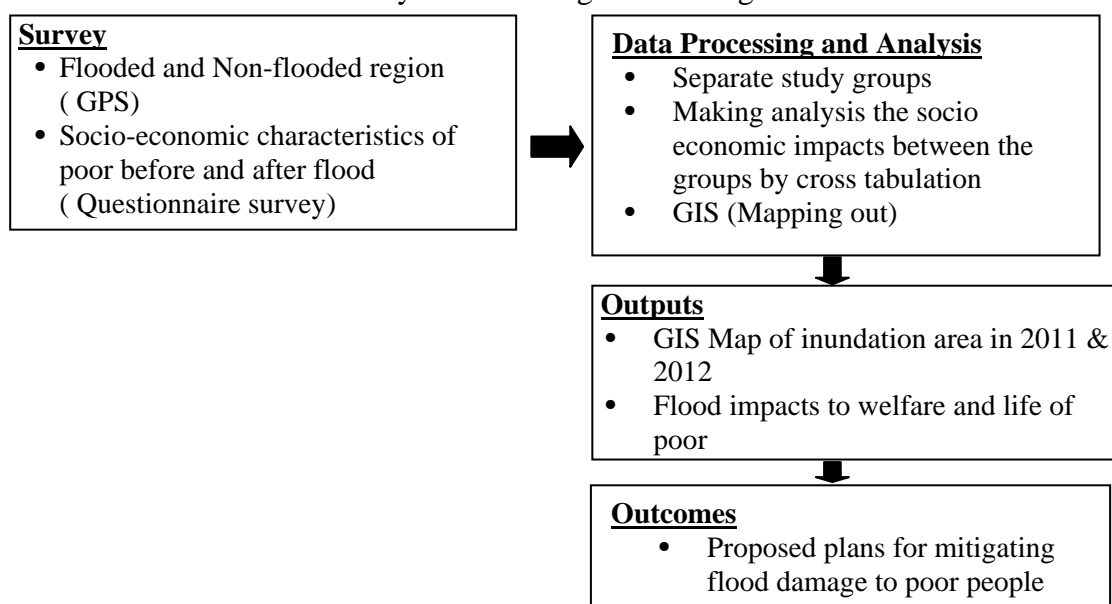 Survey
• Flooded and Non-flooded region
( GPS)
• Socio-economic characteristics of
poor before and after flood
( Questionnaire survey)
Data Processing and Analysis
• Separate study groups
• Making analysis the socio
economic impacts between the
groups by cross tabulation
• GIS (Mapping out)
Outputs
• GIS Map of inundation area in 2011 &
2012
• Flood impacts to welfare and life of
poor
Outcomes
• Proposed plans for mitigating
flood damage to poor people